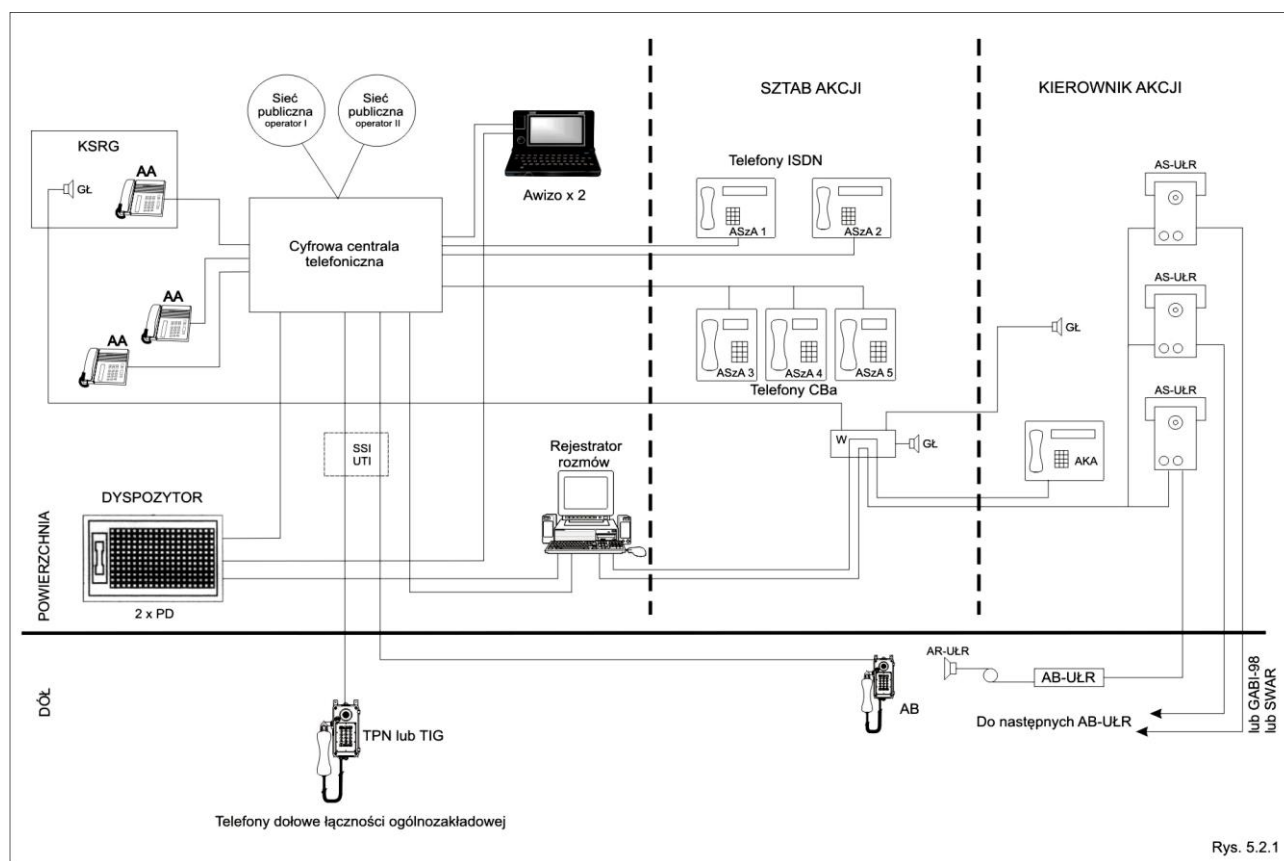 Sieć
publiczna
operator I
Sieć
publiczna
operator II
SZTAB AKCJI
KIEROWNIK AKCJI
KSRG
AA
GŁ
Awizo x 2
Telefony ISDN
ASzA 1
ASzA 2
AS-UŁR
Cyfrowa centrala
telefoniczna
AA
AA
ASzA 3
ASzA 4
ASzA 5
Telefony CBa
AS-UŁR
GŁ
AS-UŁR
W
GŁ
AKA
SSI
UTI
Rejestrator
rozmów
DYSPOZYTOR
2 x PD
POWIERZCHNIA
DÓŁ
TPN lub TIG
Telefony dołowe łączności ogólnozakładowej
AB
AR-UŁR
AB-UŁR
Do następnych AB-UŁR
lub GABI-98
lub SWAR
Rys. 5.2.1